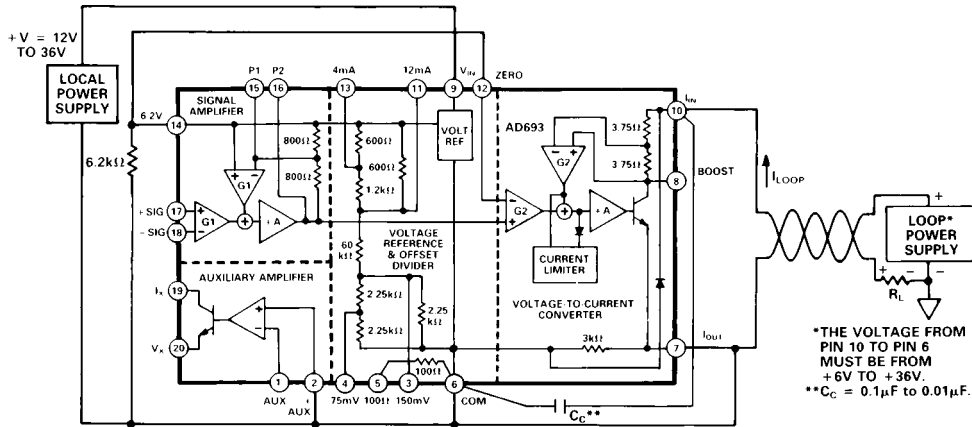 +V = 12V
TO 36V
LOCAL
POWER
SUPPLY
6.2kΩ
6.2V
14
SIGNAL
AMPLIFIER
P1
P2
15
16
4mA
13
12mA
11
VIN
9
ZERO
12
VOLT
REF
AD693
800Ω
800Ω
600Ω
600Ω
1.2kΩ
G1
G1
+A
+ SIG
17
– SIG
18
60
kΩ
VOLTAGE
REFERENCE
& OFFSET
DIVIDER
2.25kΩ
2.25kΩ
2.25
kΩ
100Ω
AUXILIARY AMPLIFIER
IX
19
VX
20
1
AUX
2
+
AUX
4
75mV
5
100Ω
3
150mV
6
COM
CC**
G2
G2
+A
CURRENT
LIMITER
VOLTAGE-TO-CURRENT
CONVERTER
3.75Ω
3.75Ω
3kΩ
IIN
10
8
BOOST
IOUT
7
ILOOP
LOOP*
POWER
SUPPLY
RL
*THE VOLTAGE FROM
PIN 10 TO PIN 6
MUST BE FROM
+6V TO +36V.
**CC = 0.1µF to 0.01µF.